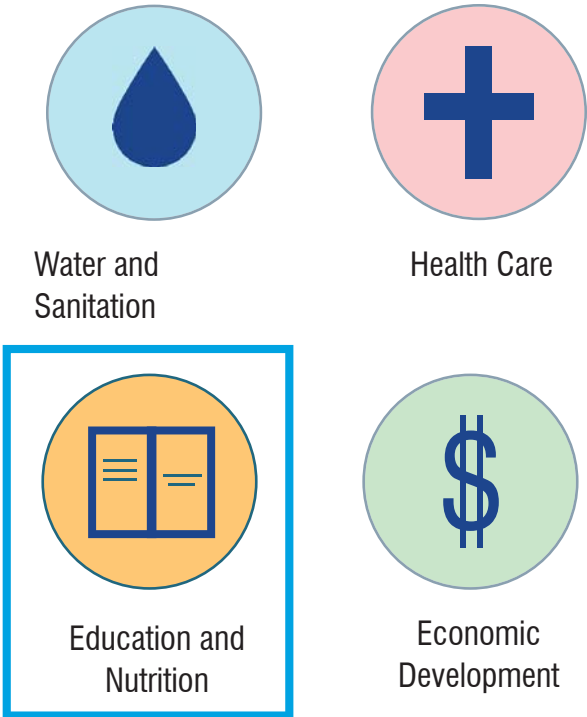 Water and
Sanitation
Health Care
Education and
Nutrition
$
Economic
Development